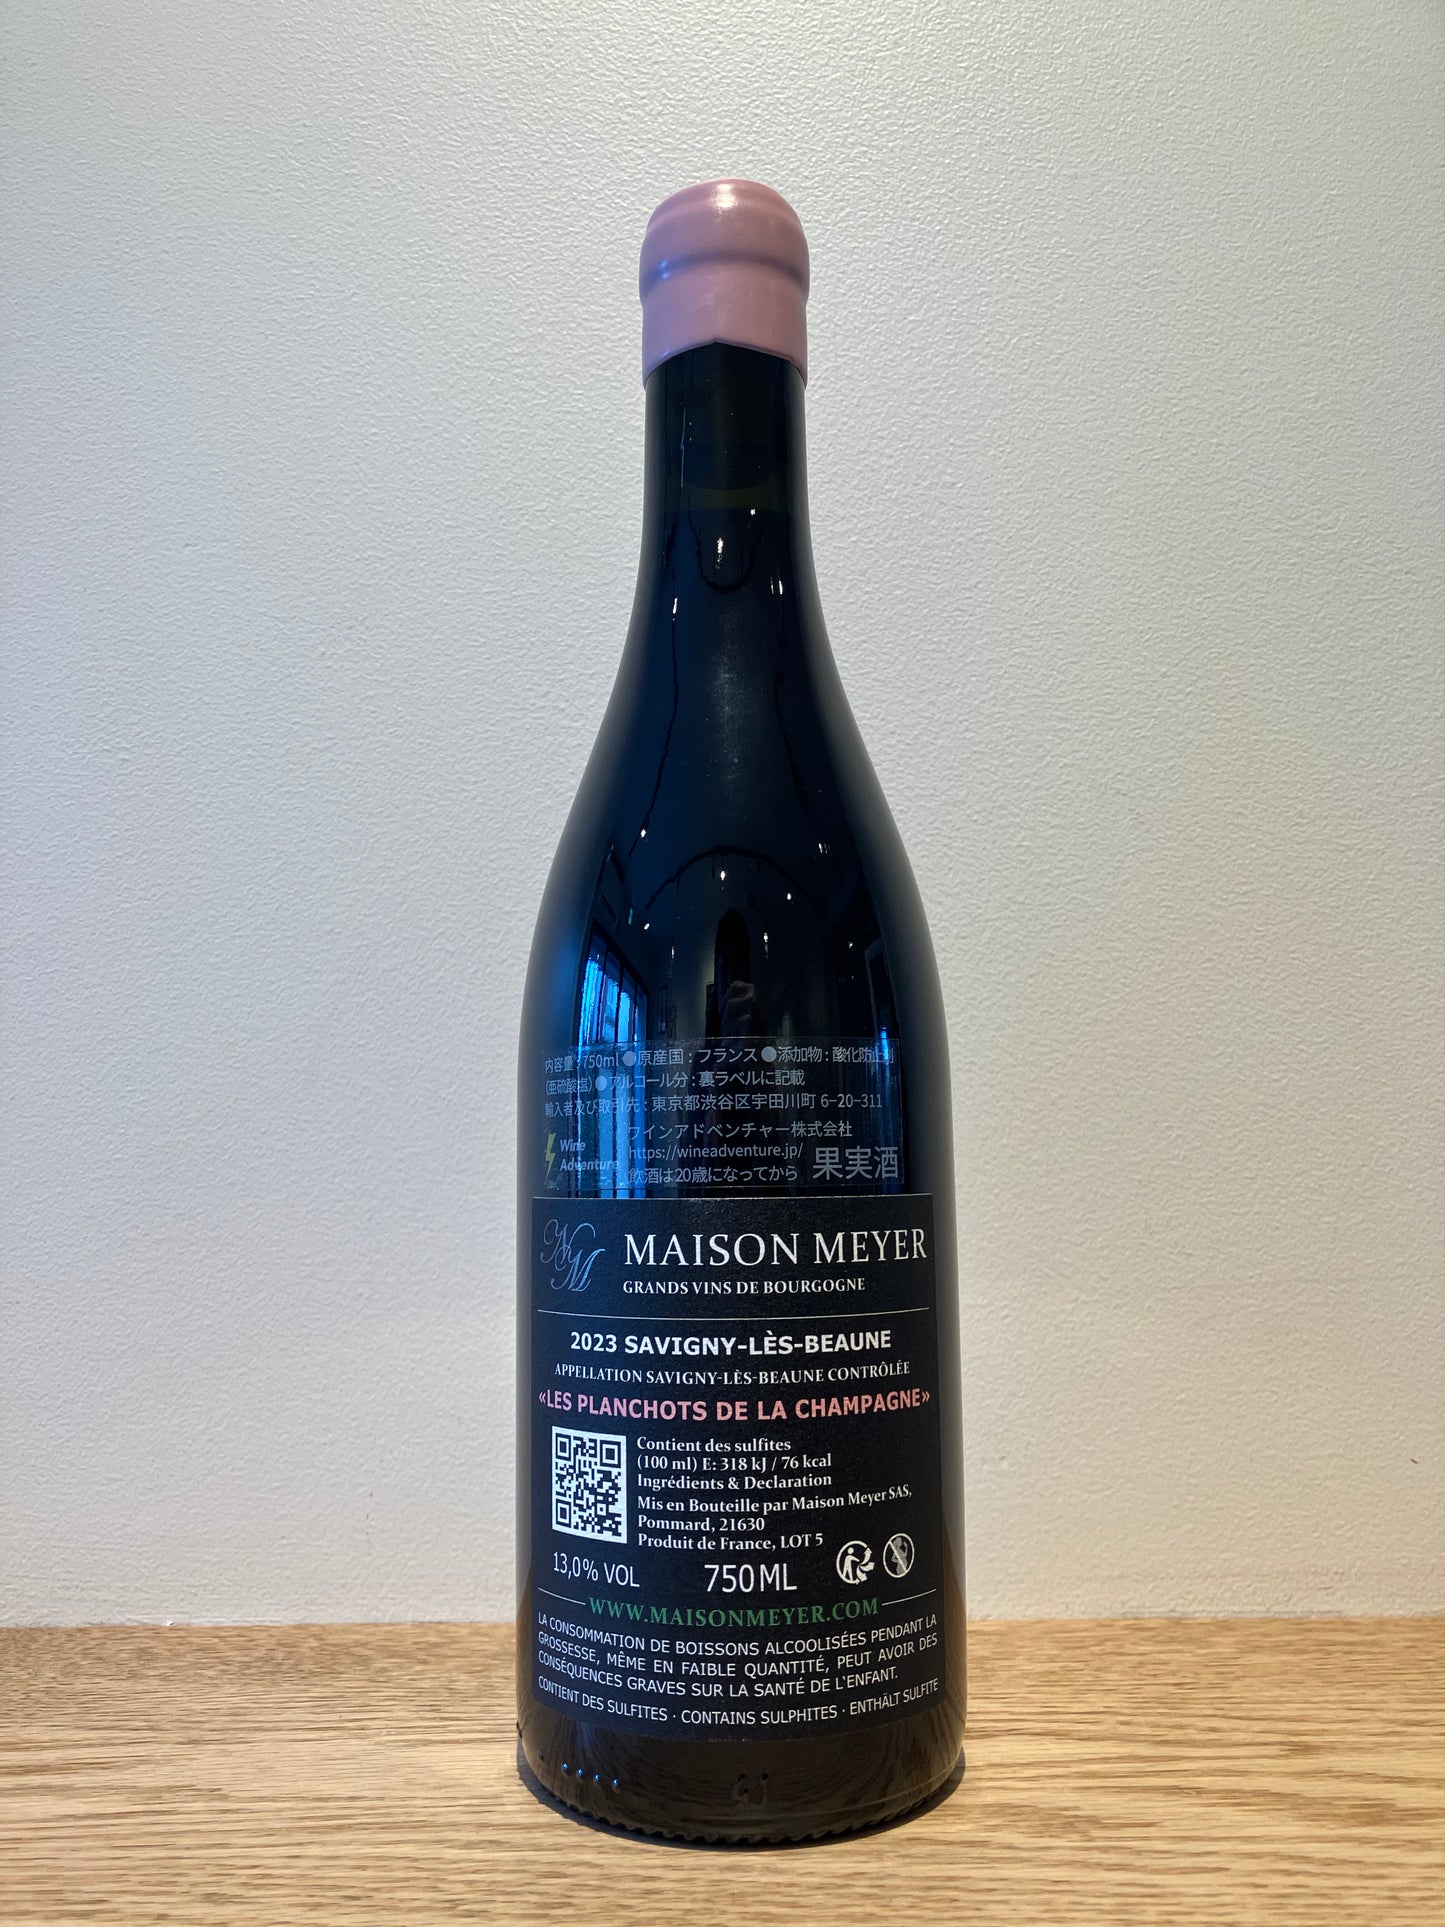 内容量:750ml ●原産国:フランス ●添加物:酸化防止剤
(亜硫酸塩) ●アルコール分:裏ラベルに記載
輸入者及び取引先:東京都渋谷区宇田川町 6-20-311
Wine Adventure
ワインアドベンチャー株式会社
https://wineadventure.jp/
飲酒は20歳になってから
果実酒
MAISON MEYER
GRANDS VINS DE BOURGOGNE
2023 SAVIGNY-LÈS-BEAUNE
APPELLATION SAVIGNY-LÈS-BEAUNE CONTRÔLÉE
«LES PLANCHOTS DE LA CHAMPAGNE»
Contient des sulfites
(100 ml) E: 318 kJ / 76 kcal
Ingrédients & Declaration
Mis en Bouteille par Maison Meyer SAS,
Pommard, 21630
Produit de France, LOT 5
13,0% VOL
750ML
WWW.MAISONMEYER.COM
LA CONSOMMATION DE BOISSONS ALCOOLISÉES PENDANT LA
GROSSESSE, MÊME EN FAIBLE QUANTITÉ, PEUT AVOIR DES
CONSÉQUENCES GRAVES SUR LA SANTÉ DE L'ENFANT.
CONTIENT DES SULFITES · CONTAINS SULPHITES · ENTHÄLT SULFITE